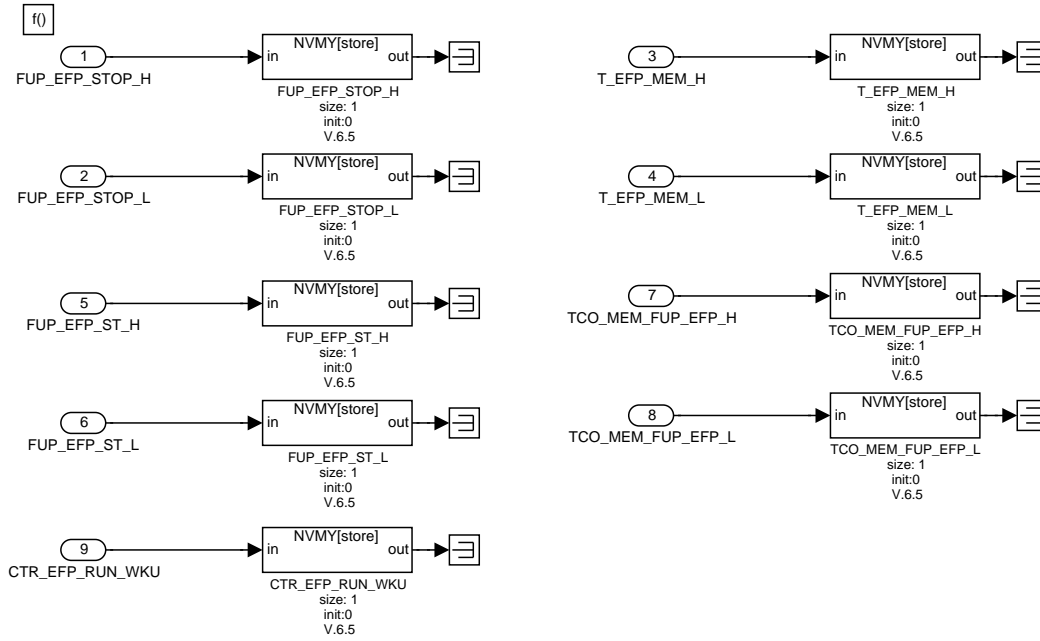 f()
1
FUP_EFP_STOP_H
NVMY[store]
in
out
FUP_EFP_STOP_H
size: 1
init:0
V.6.5
3
T_EFP_MEM_H
NVMY[store]
in
out
T_EFP_MEM_H
size: 1
init:0
V.6.5
2
FUP_EFP_STOP_L
NVMY[store]
in
out
FUP_EFP_STOP_L
size: 1
init:0
V.6.5
4
T_EFP_MEM_L
NVMY[store]
in
out
T_EFP_MEM_L
size: 1
init:0
V.6.5
5
FUP_EFP_ST_H
NVMY[store]
in
out
FUP_EFP_ST_H
size: 1
init:0
V.6.5
7
TCO_MEM_FUP_EFP_H
NVMY[store]
in
out
TCO_MEM_FUP_EFP_H
size: 1
init:0
V.6.5
6
FUP_EFP_ST_L
NVMY[store]
in
out
FUP_EFP_ST_L
size: 1
init:0
V.6.5
8
TCO_MEM_FUP_EFP_L
NVMY[store]
in
out
TCO_MEM_FUP_EFP_L
size: 1
init:0
V.6.5
9
CTR_EFP_RUN_WKU
NVMY[store]
in
out
CTR_EFP_RUN_WKU
size: 1
init:0
V.6.5